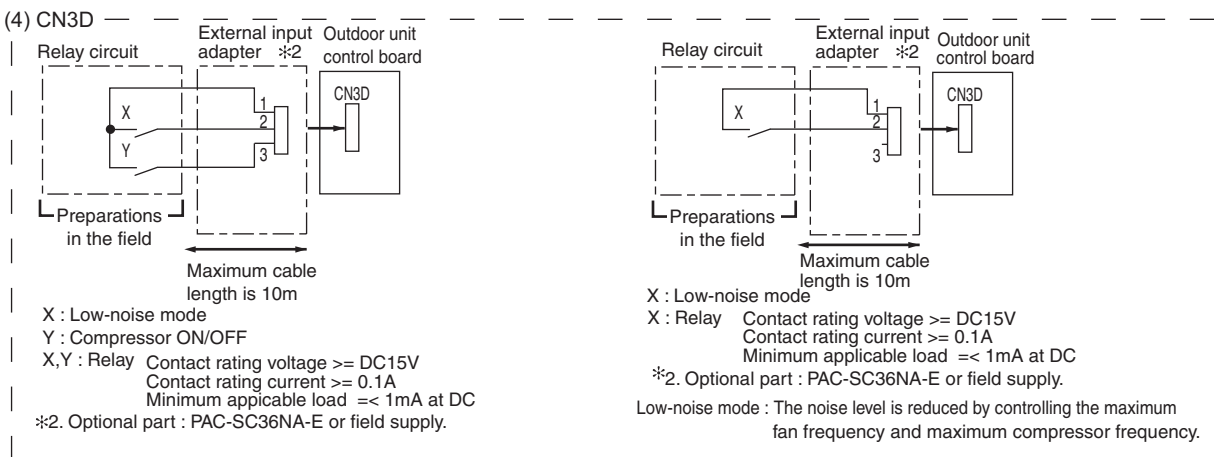 (4) CN3D
Relay circuit
External input
adapter ✻2
Outdoor unit
control board
X
Y
1
2
3
CN3D
Preparations
in the field
Maximum cable
length is 10m
X : Low-noise mode
Y : Compressor ON/OFF
X,Y : Relay Contact rating voltage >= DC15V
Contact rating current >= 0.1A
Minimum appicable load =< 1mA at DC
✻2. Optional part : PAC-SC36NA-E or field supply.
Relay circuit
External input
adapter ✻2
Outdoor unit
control board
X
1
2
3
CN3D
Preparations
in the field
Maximum cable
length is 10m
X : Low-noise mode
X : Relay Contact rating voltage >= DC15V
Contact rating current >= 0.1A
Minimum applicable load =< 1mA at DC
✻2. Optional part : PAC-SC36NA-E or field supply.
Low-noise mode : The noise level is reduced by controlling the maximum
fan frequency and maximum compressor frequency.